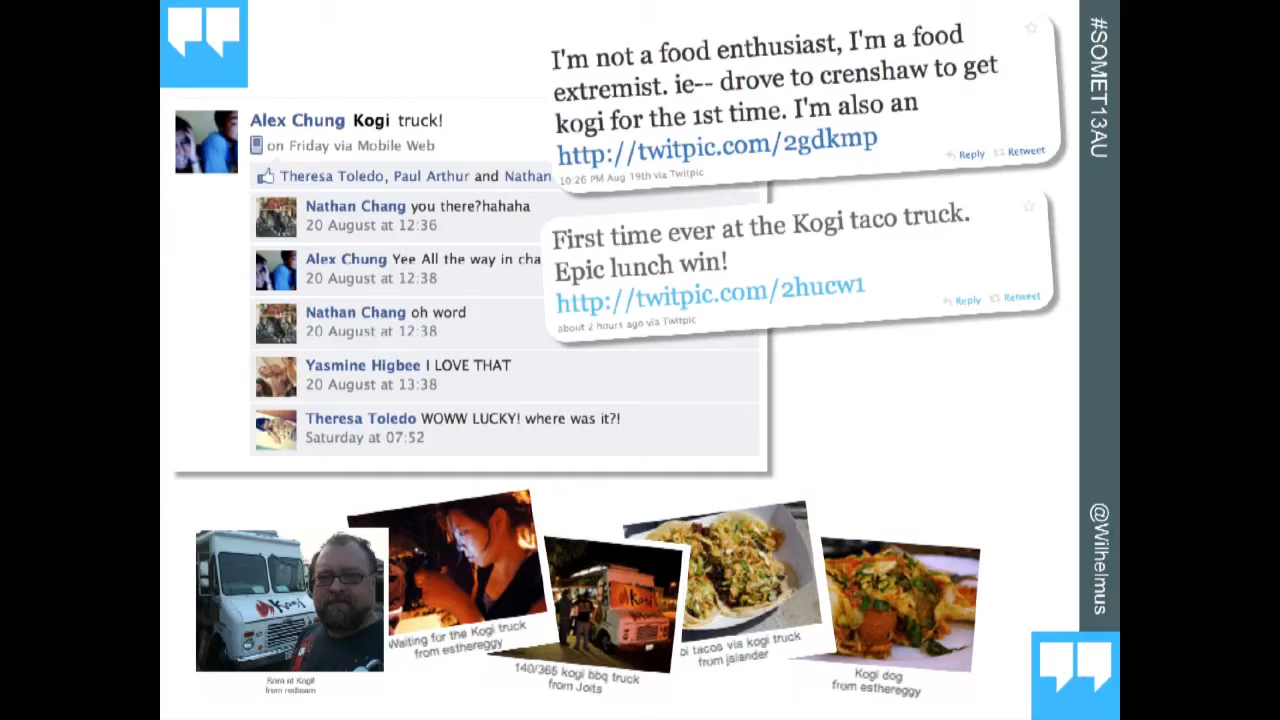 Alex Chung Kogi truck!
on Friday via Mobile Web
Theresa Toledo, Paul Arthur and Nathan
Nathan Chang you there?hahaha
20 August at 12:36
Alex Chung Yee All the way in cha
20 August at 12:38
Nathan Chang oh word
20 August at 12:38
Yasmine Higbee I LOVE THAT
20 August at 13:38
Theresa Toledo WOWW LUCKY! where was it?!
Saturday at 07:52
I'm not a food enthusiast, I'm a food
extremist. ie-- drove to crenshaw to get
kogi for the 1st time. I'm also an
http://twitpic.com/2gdkmp
10:26 PM Aug 19th via Twitpic
Reply Retweet
First time ever at the Kogi taco truck.
Epic lunch win!
http://twitpic.com/2hucw1
about 2 hours ago via Twitpic
Reply Retweet
#SOMET13AU
@Wilhelmus
Kogi
at Kogi!
from
Waiting for the Kogi truck
from esthereggy
140/365 kogi bbq truck
from Joits
oi tacos via kogi truck
from jslander
Kogi dog
from esthereggy